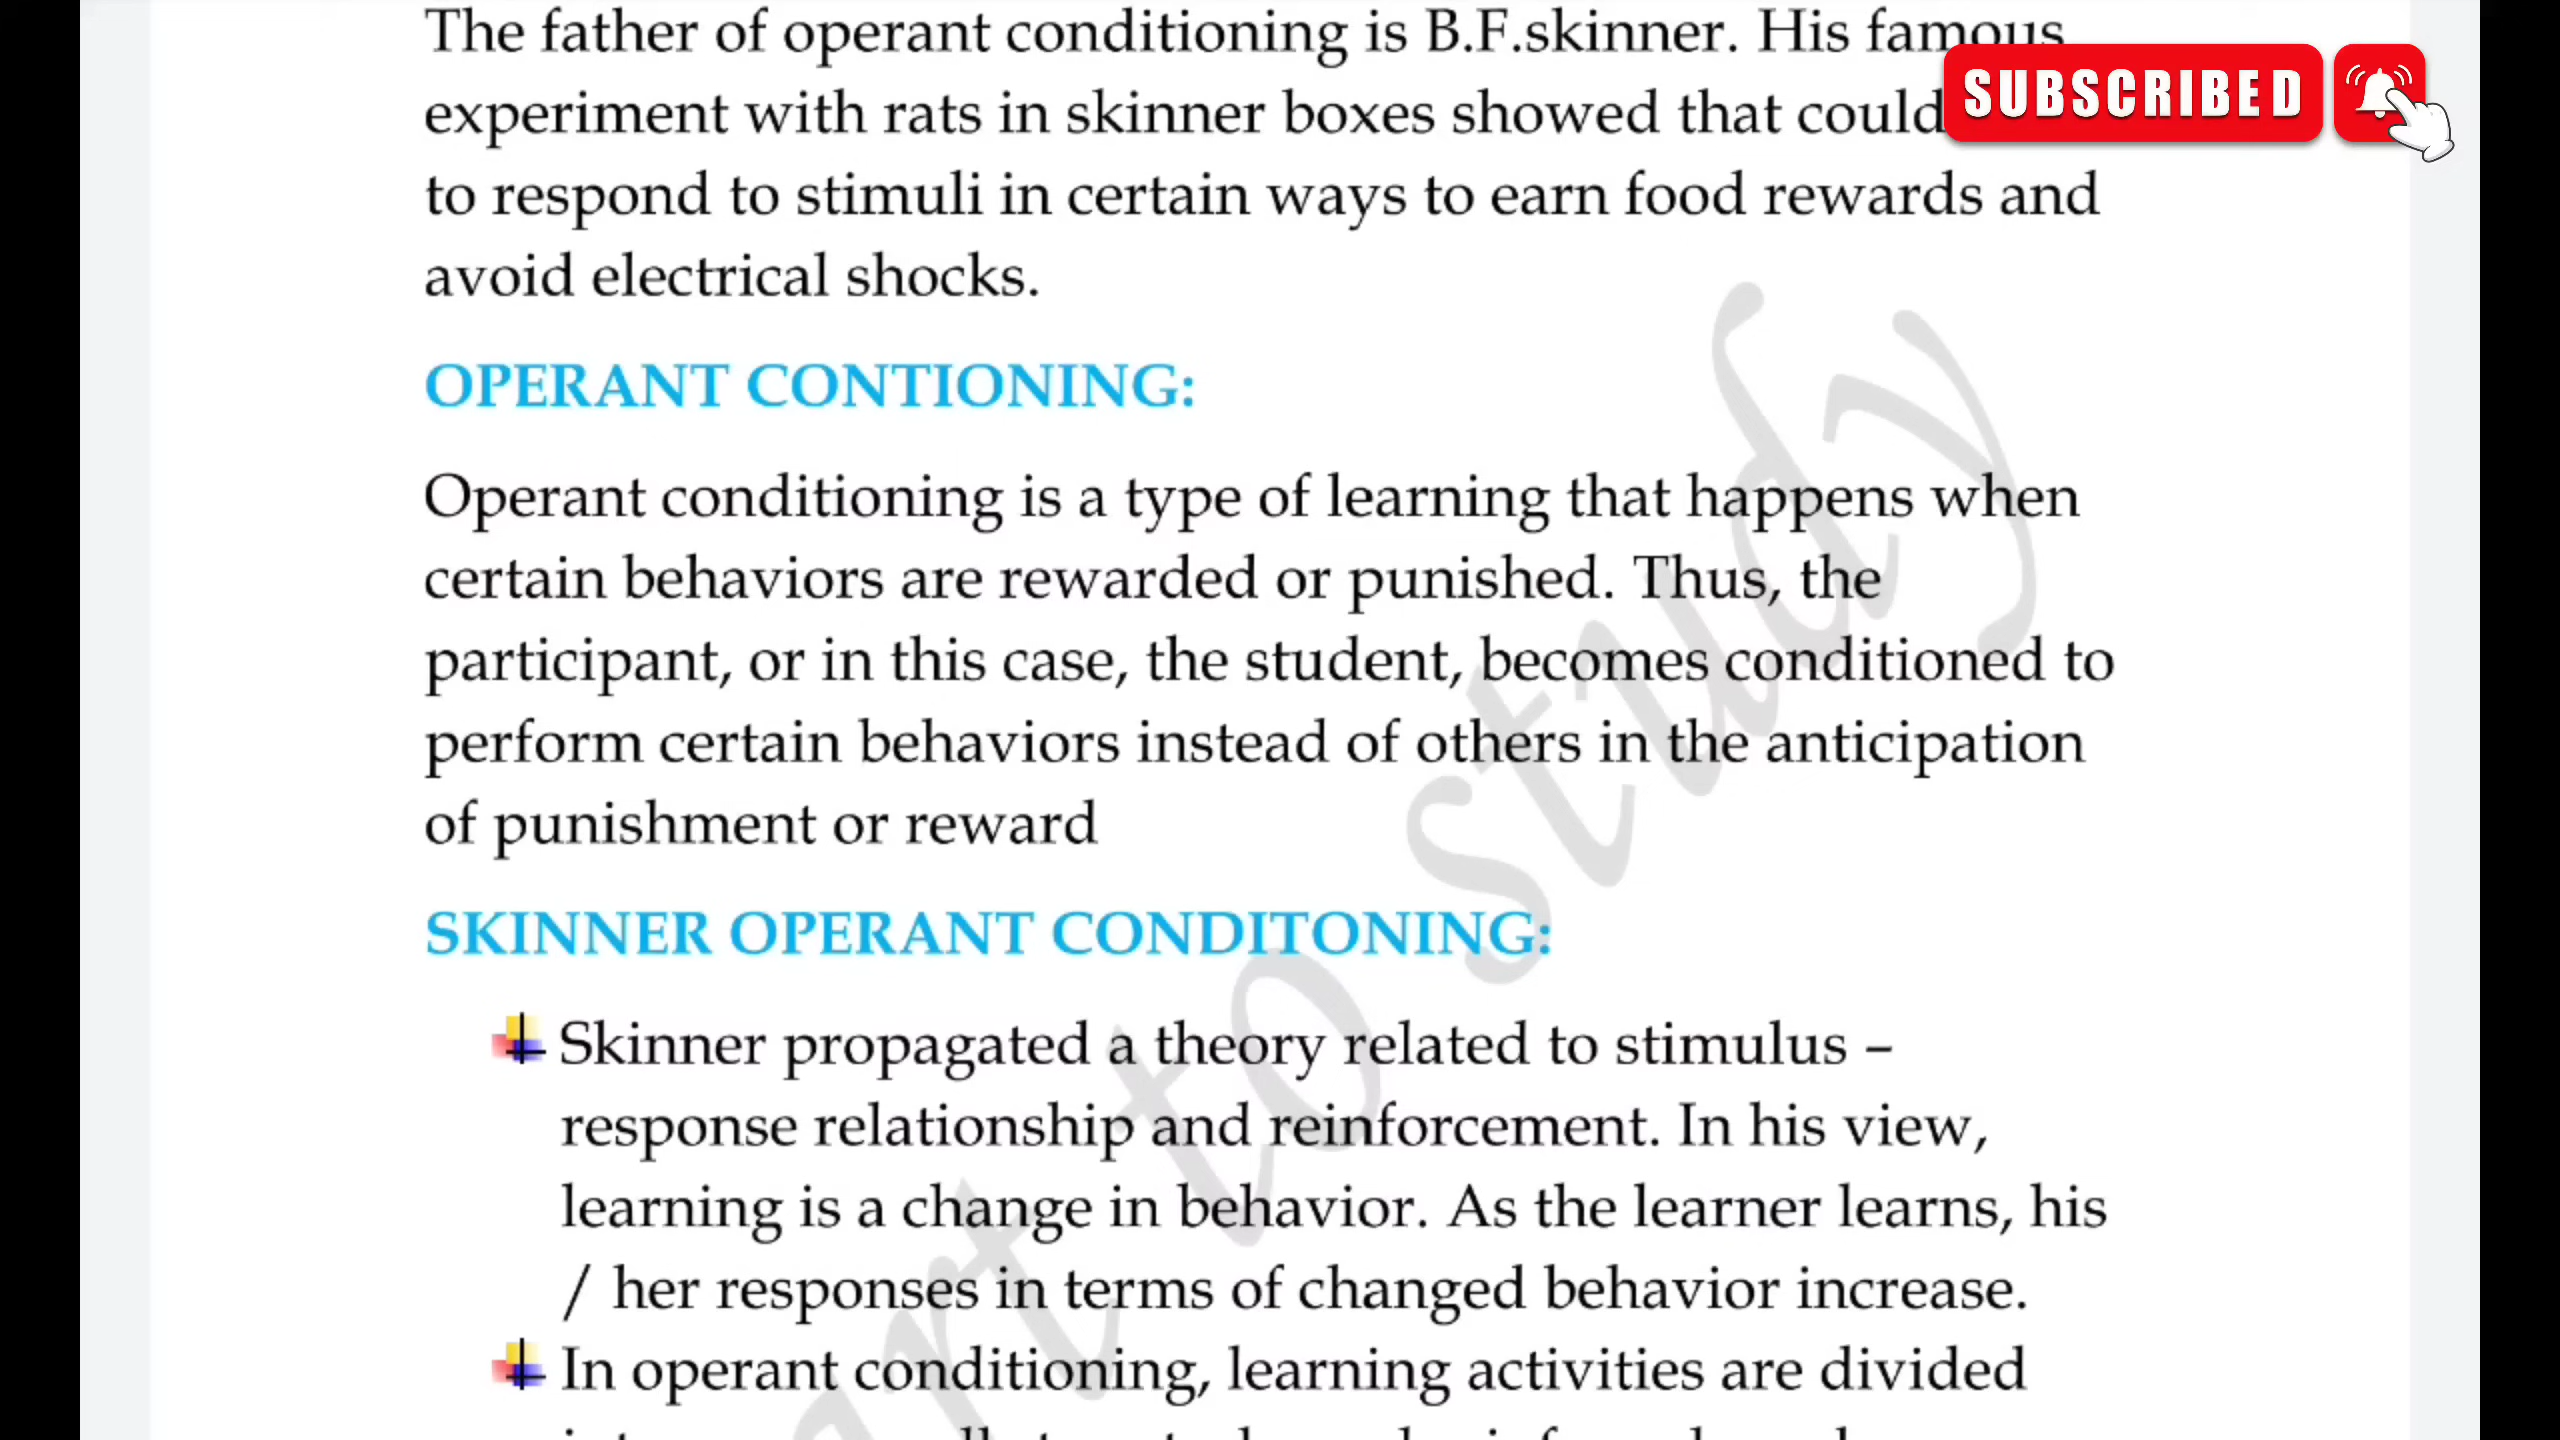 The father of operant conditioning is B.F.skinner. His famous
SUBSCRIBED
experiment with rats in skinner boxes showed that could
to respond to stimuli in certain ways to earn food rewards and
avoid electrical shocks.
OPERANT CONTIONING:
Operant conditioning is a type of learning that happens when
certain behaviors are rewarded or punished. Thus, the
participant, or in this case, the student, becomes conditioned to
perform certain behaviors instead of others in the anticipation
of punishment or reward
SKINNER OPERANT CONDITONING:
Skinner propagated a theory related to stimulus –
response relationship and reinforcement. In his view,
learning is a change in behavior. As the learner learns, his
/ her responses in terms of changed behavior increase.
In operant conditioning, learning activities are divided
to study